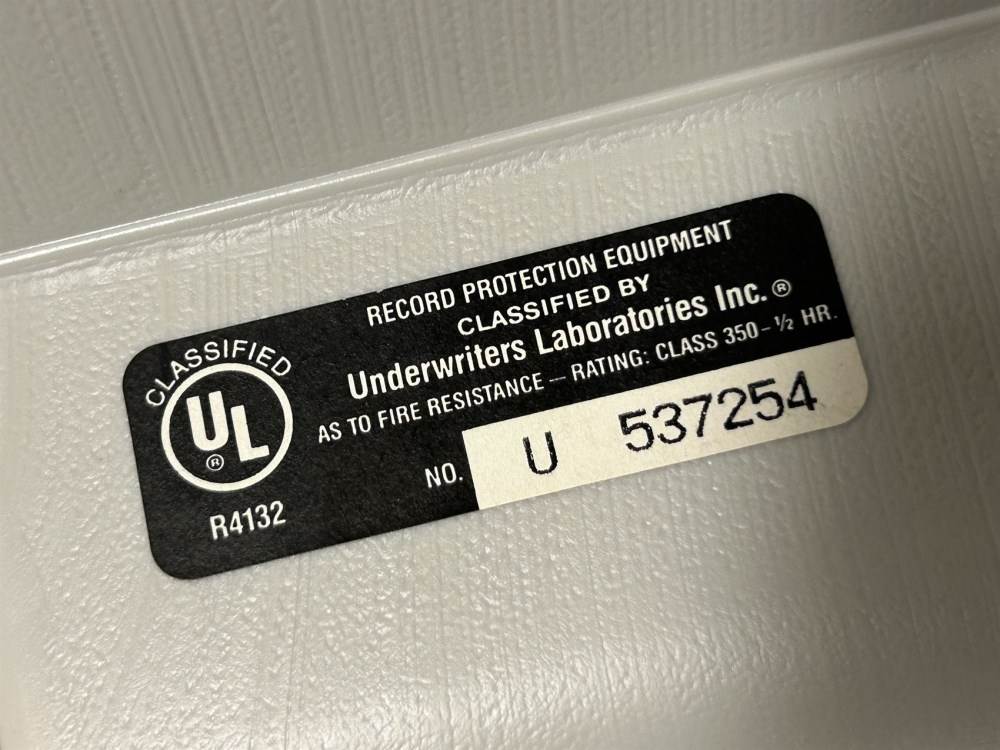 RECORD PROTECTION EQUIPMENT
CLASSIFIED BY
Underwriters Laboratories Inc.®
AS TO FIRE RESISTANCE — RATING: CLASS 350-½ HR.
NO. U 537254
CLASSIFIED
UL®
R4132